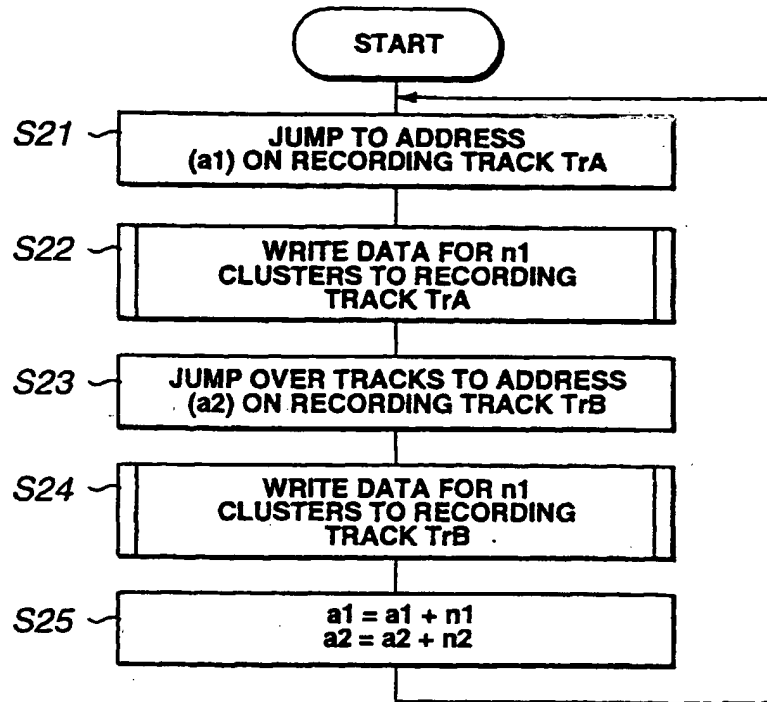 START
S21
JUMP TO ADDRESS
(a1) ON RECORDING TRACK TrA
S22
WRITE DATA FOR n1
CLUSTERS TO RECORDING
TRACK TrA
S23
JUMP OVER TRACKS TO ADDRESS
(a2) ON RECORDING TRACK TrB
S24
WRITE DATA FOR n1
CLUSTERS TO RECORDING
TRACK TrB
S25
a1 = a1 + n1
a2 = a2 + n2